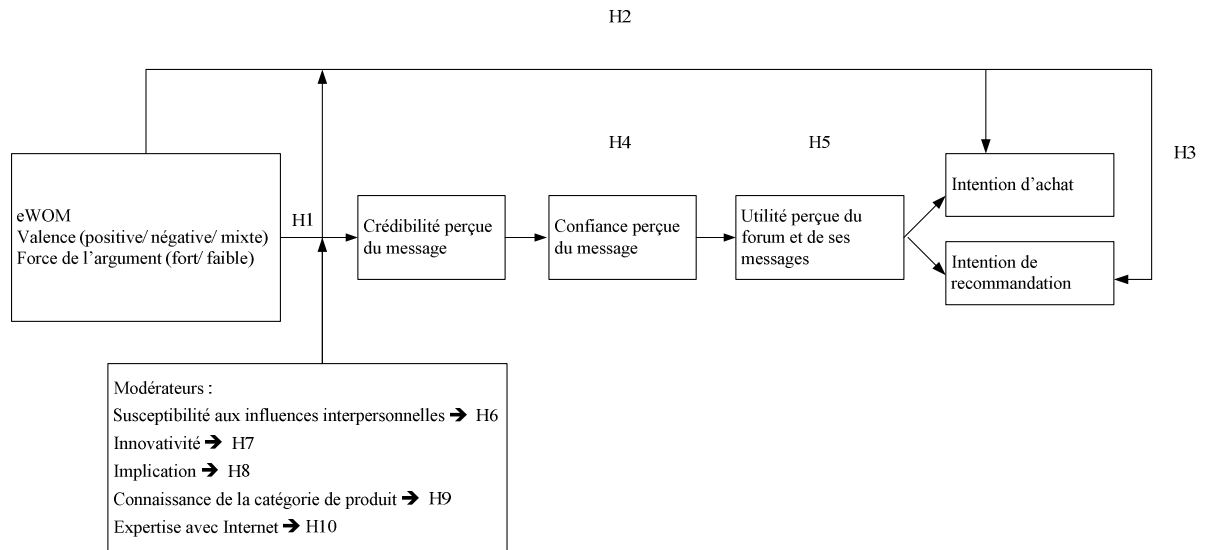 H2
H4
H5
H3
H1
eWOM
Valence (positive/ négative/ mixte)
Force de l’argument (fort/ faible)
Crédibilité perçue
du message
Confiance perçue
du message
Utilité perçue du
forum et de ses
messages
Intention d’achat
Intention de
recommandation
Modérateurs :
Susceptibilité aux influences interpersonnelles ➔ H6
Innovativité ➔ H7
Implication ➔ H8
Connaissance de la catégorie de produit ➔ H9
Expertise avec Internet ➔ H10